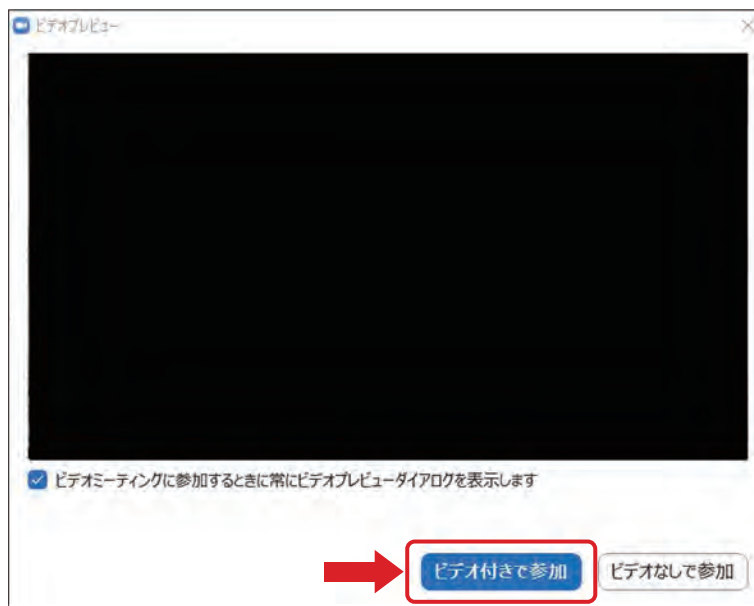 ビデオプレビュー
ビデオミーティングに参加するときに常にビデオプレビューダイアログを表示します
ビデオ付きで参加
ビデオなしで参加